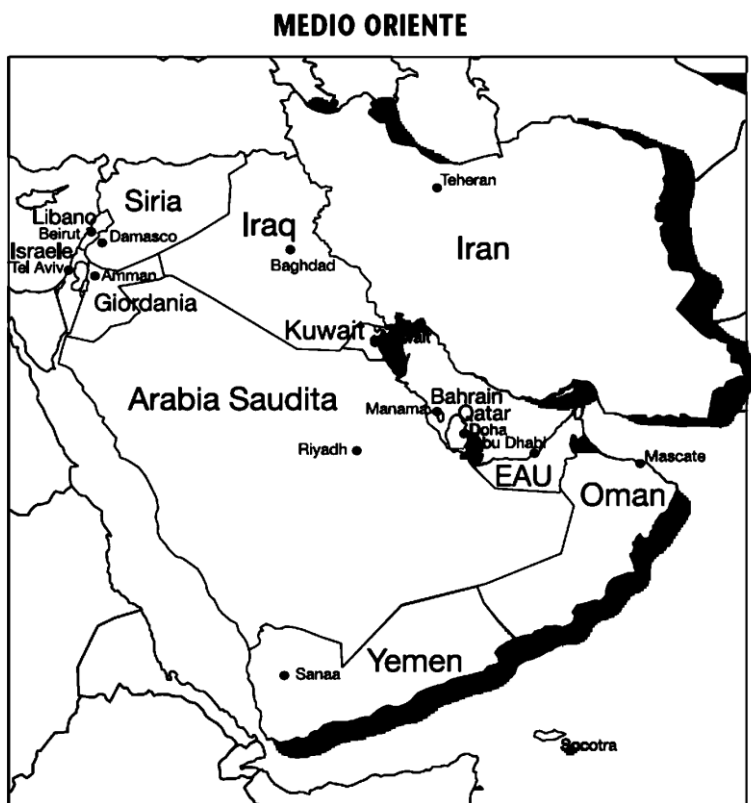 MEDIO ORIENTE
Teheran
Siria
Libano
Beirut
Damasco
Iraq
Iran
Israele
Tel Aviv
Baghdad
Amman
Giordania
Kuwait
Arabia Saudita
Bahrain
Manama
Qatar
Doha
Dhabi
Riyadh
Mascate
EAU
Oman
Yemen
Sanaa
Socotra